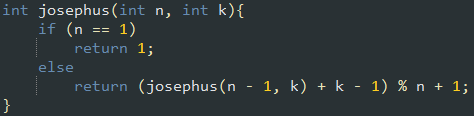 int josephus(int n, int k){
    if (n == 1)
        return 1;
    else
        return (josephus(n - 1, k) + k - 1) % n + 1;
}